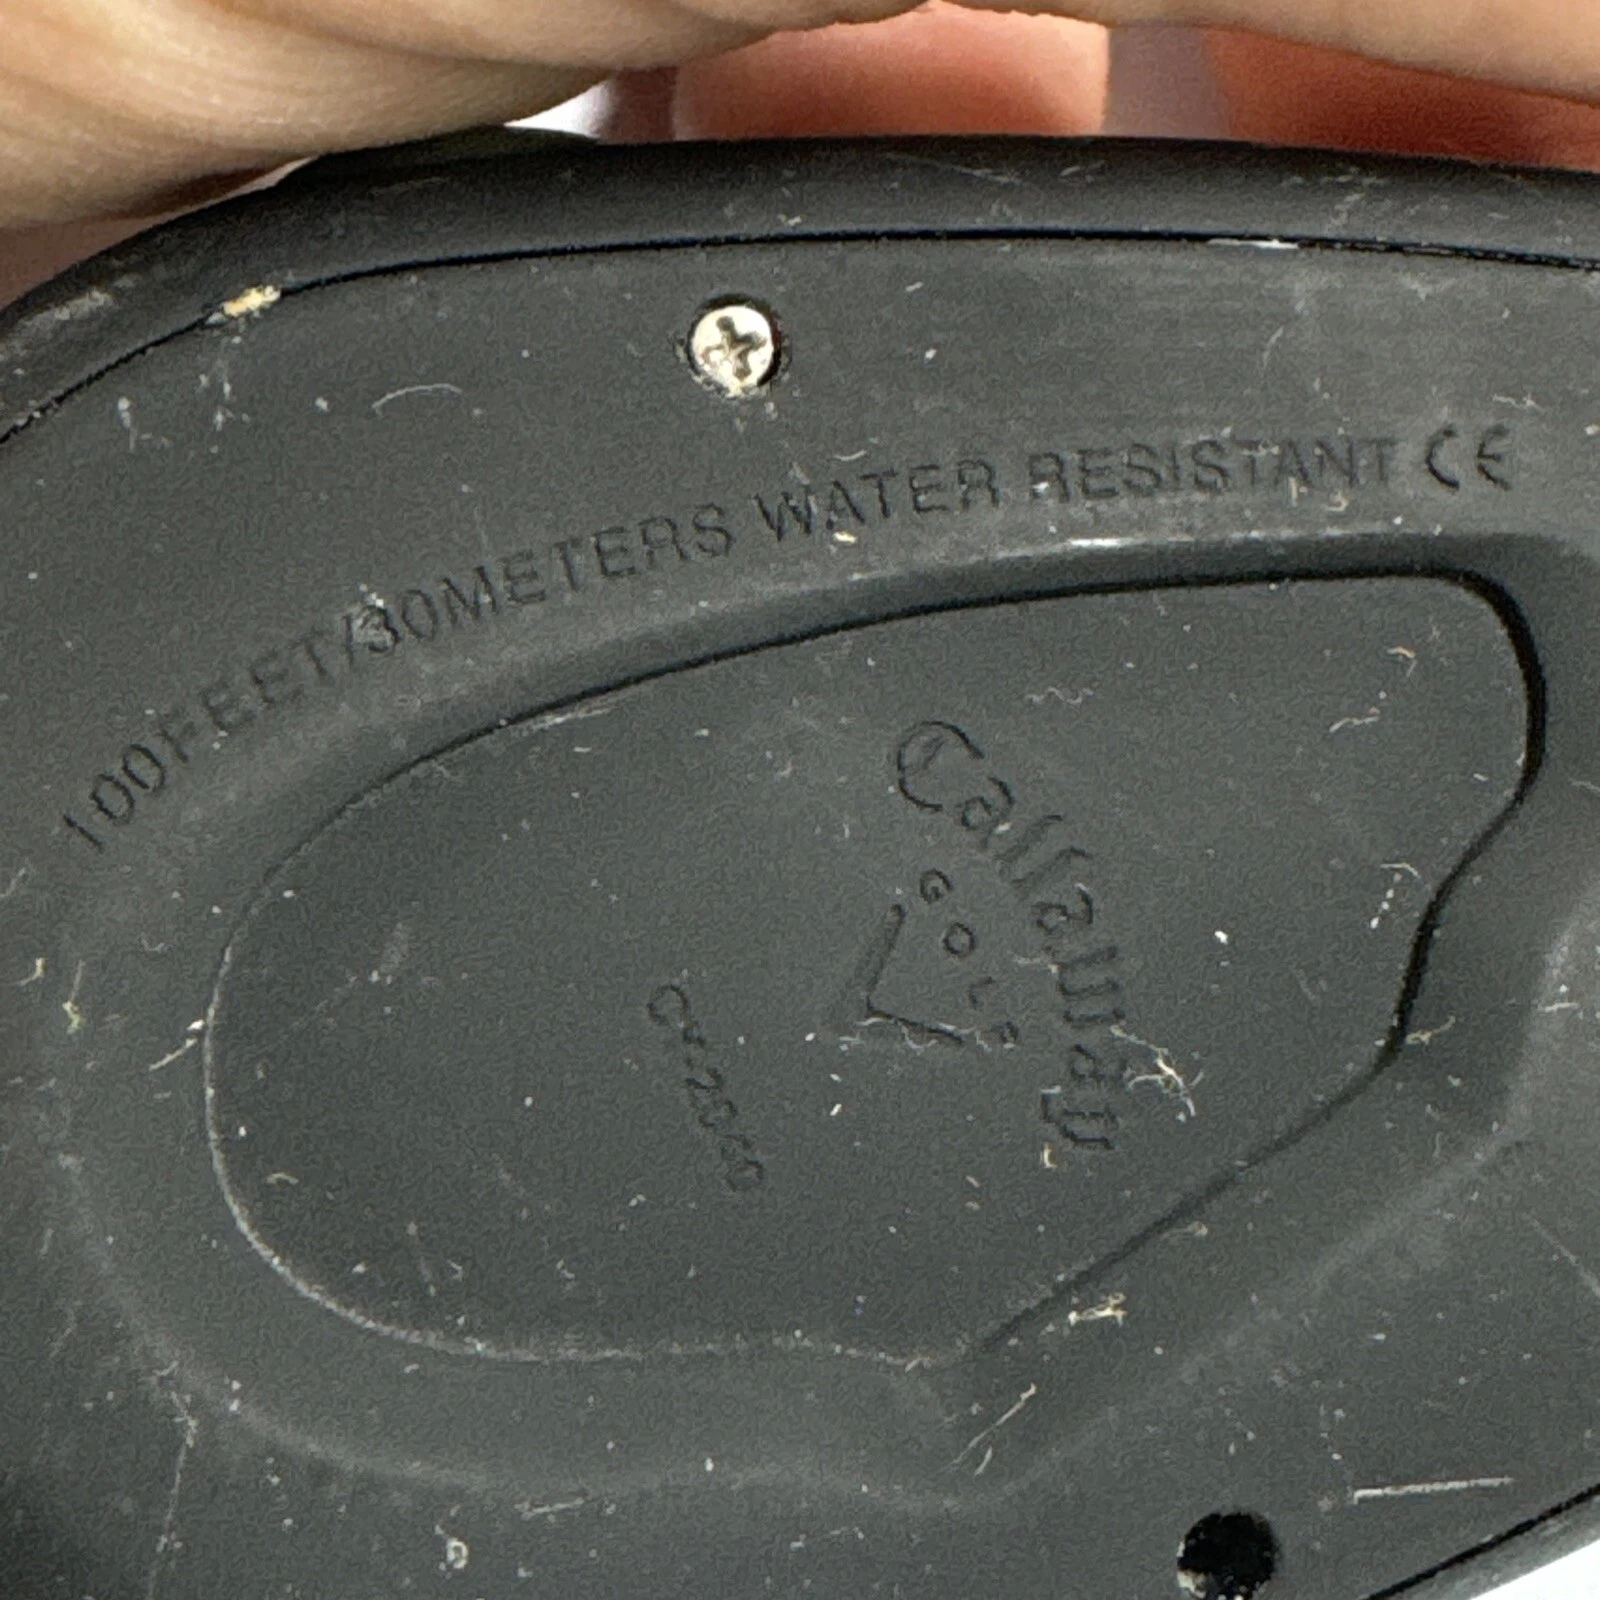 100FEET/30METERS WATER RESISTANT CE
Callaway
GOLF